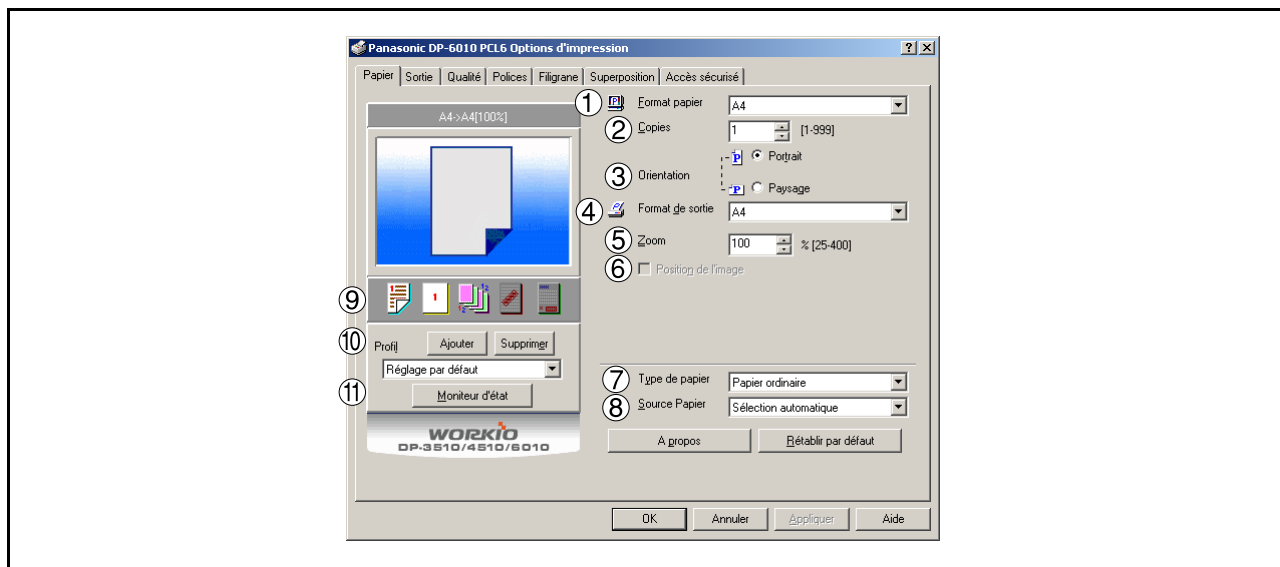 Panasonic DP-6010 PCL6 Options d'impression
Papier Sortie Qualité Polices Filigrane Superposition Accès sécurisé
A4->A4[100%]
① Format papier A4
② Copies 1 [1-999]
③ Orientation
Portrait
Paysage
④ Format de sortie A4
⑤ Zoom 100 % [25-400]
⑥ Position de l'image
⑨
⑩ Profil Ajouter Supprimer
Réglage par défaut
⑪ Moniteur d'état
WORKIO
DP-3510/4510/6010
⑦ Type de papier Papier ordinaire
⑧ Source Papier Sélection automatique
A propos Rétablir par défaut
OK Annuler Appliquer Aide